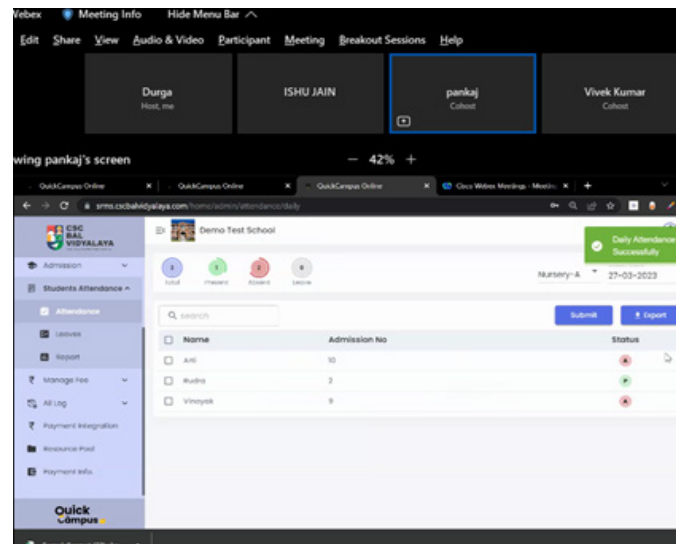 Webex Meeting Info Hide Menu Bar
Edit Share View Audio & Video Participant Meeting Breakout Sessions Help
Durga
Host, me
ISHU JAIN
pankaj
Cohost
Vivek Kumar
Cohost
wing pankaj's screen
42%
QuickCampus Online QuickCampus Online QuickCampus Online Cisco Webex Meetings - Meetin
srms.cscbalvidyalaya.com/home/admin/attendance/daily
CSC
BAL
VIDYALAYA
Demo Test School
Daily Attendance
Successfully
Admission
Total
Present
Absent
Leave
Nursery-A
27-03-2023
Students Attendance
Attendance
Search
Submit
Export
Leaves
Name Admission No Status
Report
Arti 10 A
Manage Fee
Rudra 2 P
All Log
Vinayak 9 A
Payment Integration
Resource Pool
Payment Info.
Quick
Campus